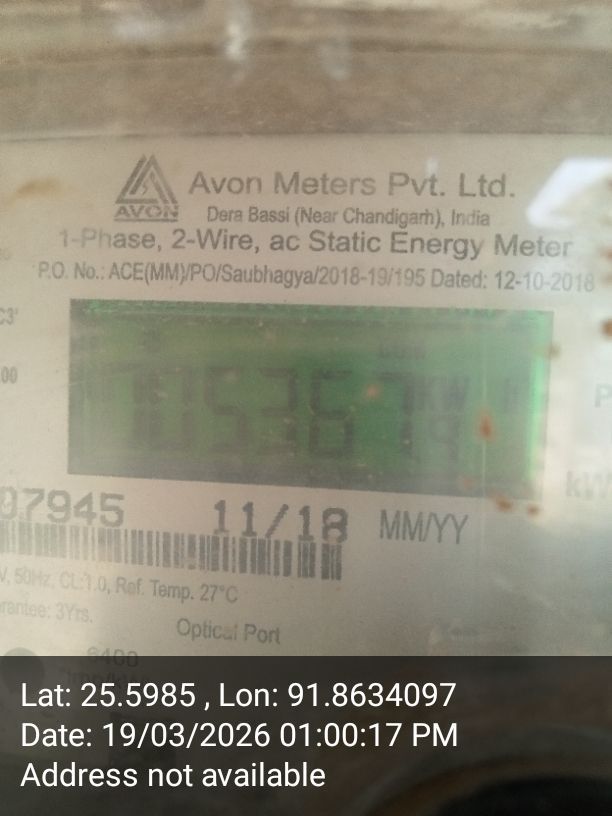 AVON
Avon Meters Pvt. Ltd.
Dera Bassi (Near Chandigarh), India
1-Phase, 2-Wire, ac Static Energy Meter
P.O. No.: ACE(MM)/PO/Saubhagya/2018-19/195 Dated: 12-10-2018
07945
11/18 MM/YY
V, 50Hz, CL:1.0, Ref. Temp. 27°C
arantee: 3Yrs.
Optical Port
6400
Lat: 25.5985 , Lon: 91.8634097
Date: 19/03/2026 01:00:17 PM
Address not available